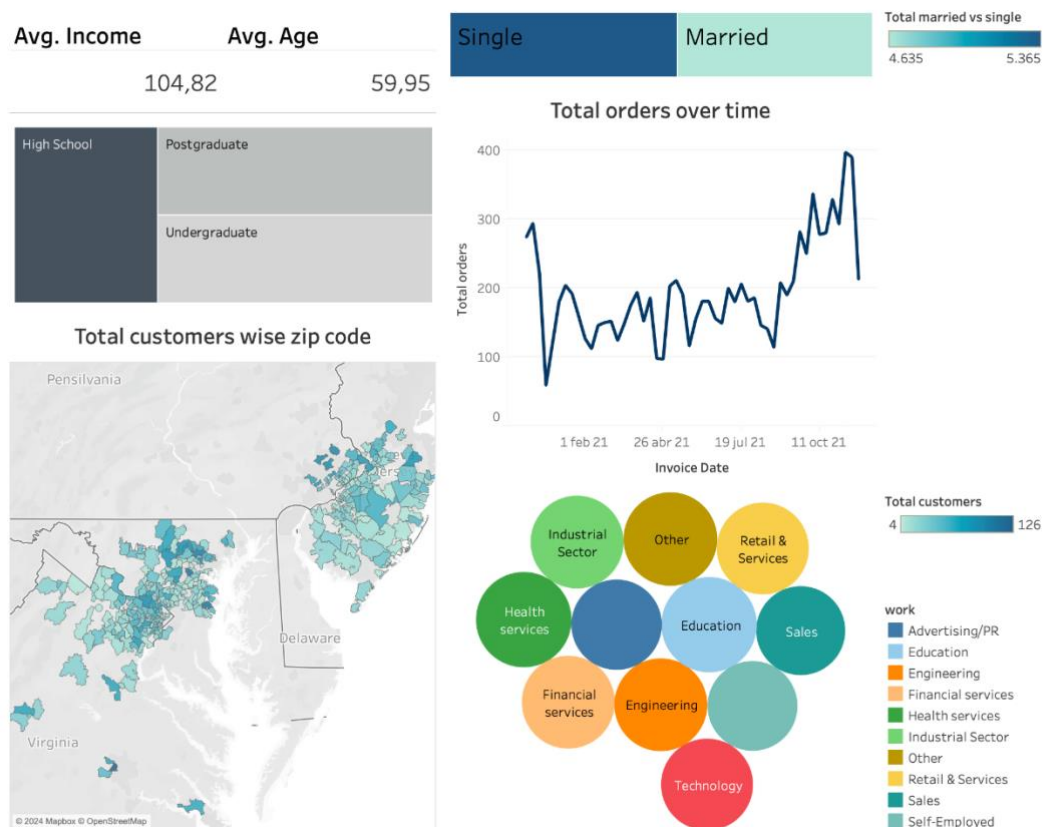 Avg. Income
Avg. Age
104,82
59,95
High School
Postgraduate
Undergraduate
Total customers wise zip code
Pensilvania
Delaware
Virginia
© 2024 Mapbox © OpenStreetMap
Single
Married
Total married vs single
4.635
5.365
Total orders over time
Total orders
400
300
200
100
0
1 feb 21
26 abr 21
19 jul 21
11 oct 21
Invoice Date
Total customers
4
126
Industrial
Sector
Other
Retail &
Services
Health
services
Education
Sales
Financial
services
Engineering
Technology
work
Advertising/PR
Education
Engineering
Financial services
Health services
Industrial Sector
Other
Retail & Services
Sales
Self-Employed